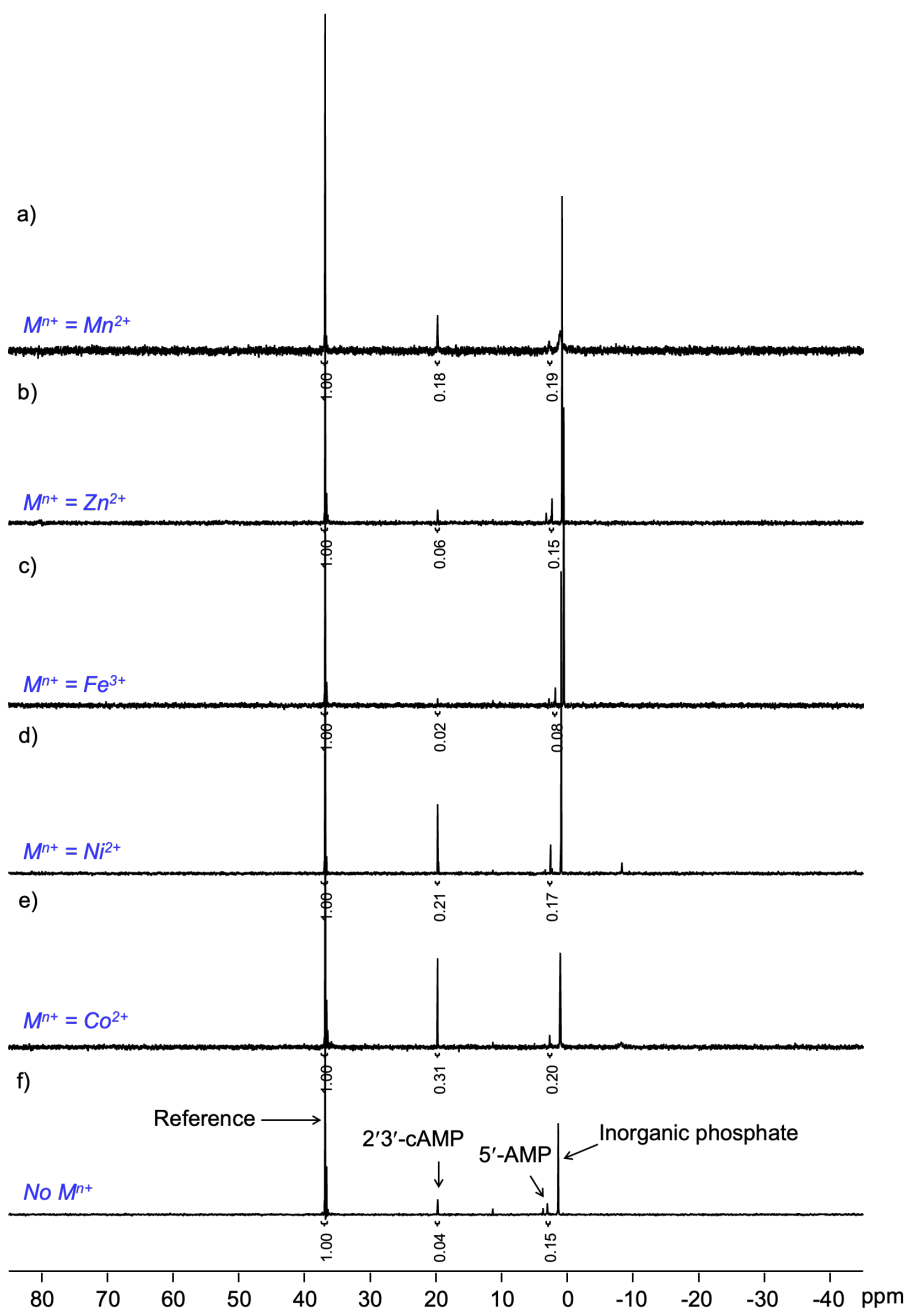 a)
Mⁿ⁺ = Mn²⁺
1.00 0.18 0.19
b)
Mⁿ⁺ = Zn²⁺
1.00 0.06 0.15
c)
Mⁿ⁺ = Fe³⁺
1.00 0.02 0.08
d)
Mⁿ⁺ = Ni²⁺
1.00 0.21 0.17
e)
Mⁿ⁺ = Co²⁺
1.00 0.31 0.20
f)
Reference
2′3′-cAMP
5′-AMP
Inorganic phosphate
No Mⁿ⁺
1.00 0.04 0.15
80 70 60 50 40 30 20 10 0 -10 -20 -30 -40 ppm